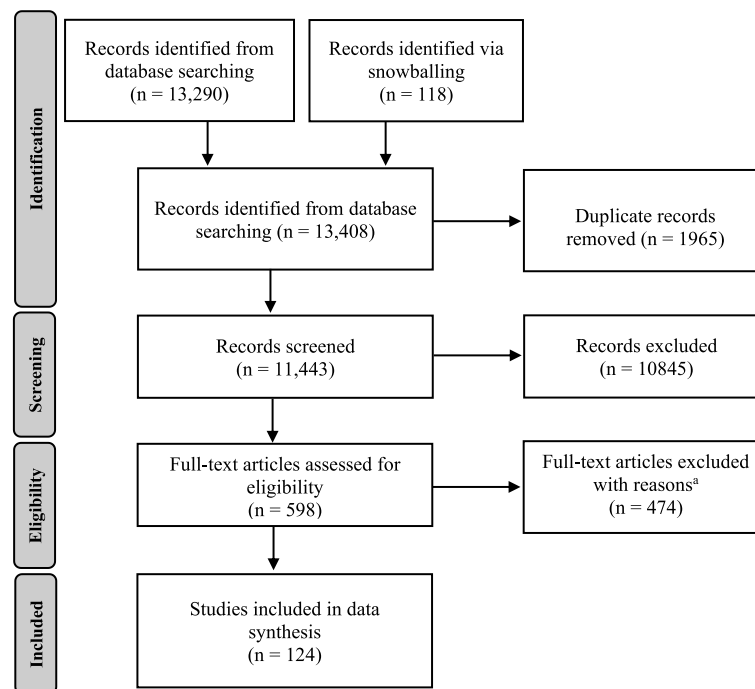 Identification
Records identified from
database searching
(n = 13,290)
Records identified via
snowballing
(n = 118)
Records identified from database
searching (n = 13,408)
Duplicate records
removed (n = 1965)
Screening
Records screened
(n = 11,443)
Records excluded
(n = 10845)
Eligibility
Full-text articles assessed for
eligibility
(n = 598)
Full-text articles excluded
with reasonsᵃ
(n = 474)
Included
Studies included in data
synthesis
(n = 124)